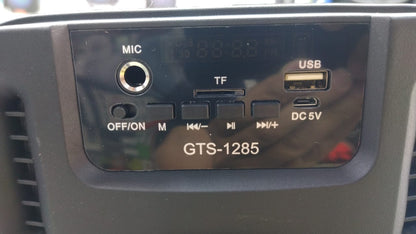 MIC
USB
TF
DC 5V
OFF/ON M ⏮/− ⏯ ⏭/+
GTS-1285